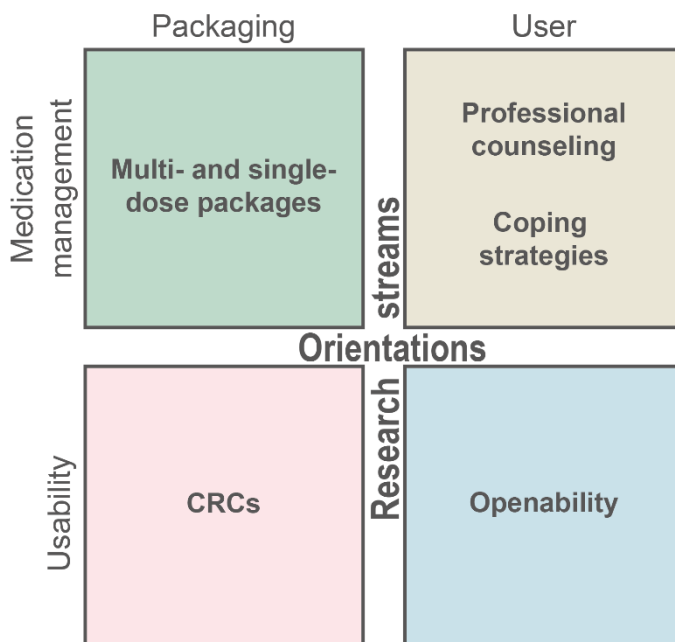 Packaging
User
Medication
management
Multi- and single-
dose packages
Professional
counseling
Coping
strategies
streams
Orientations
Research
Usability
CRCs
Openability